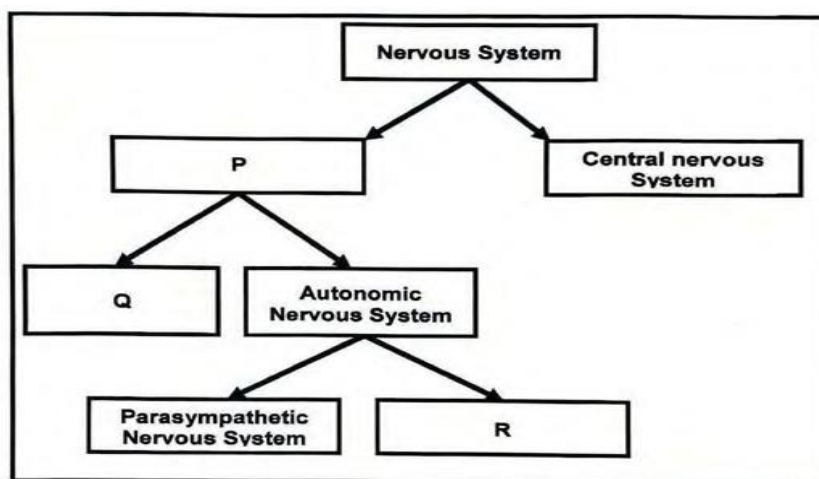 Nervous System
P
Central nervous
System
Q
Autonomic
Nervous System
Parasympathetic
Nervous System
R